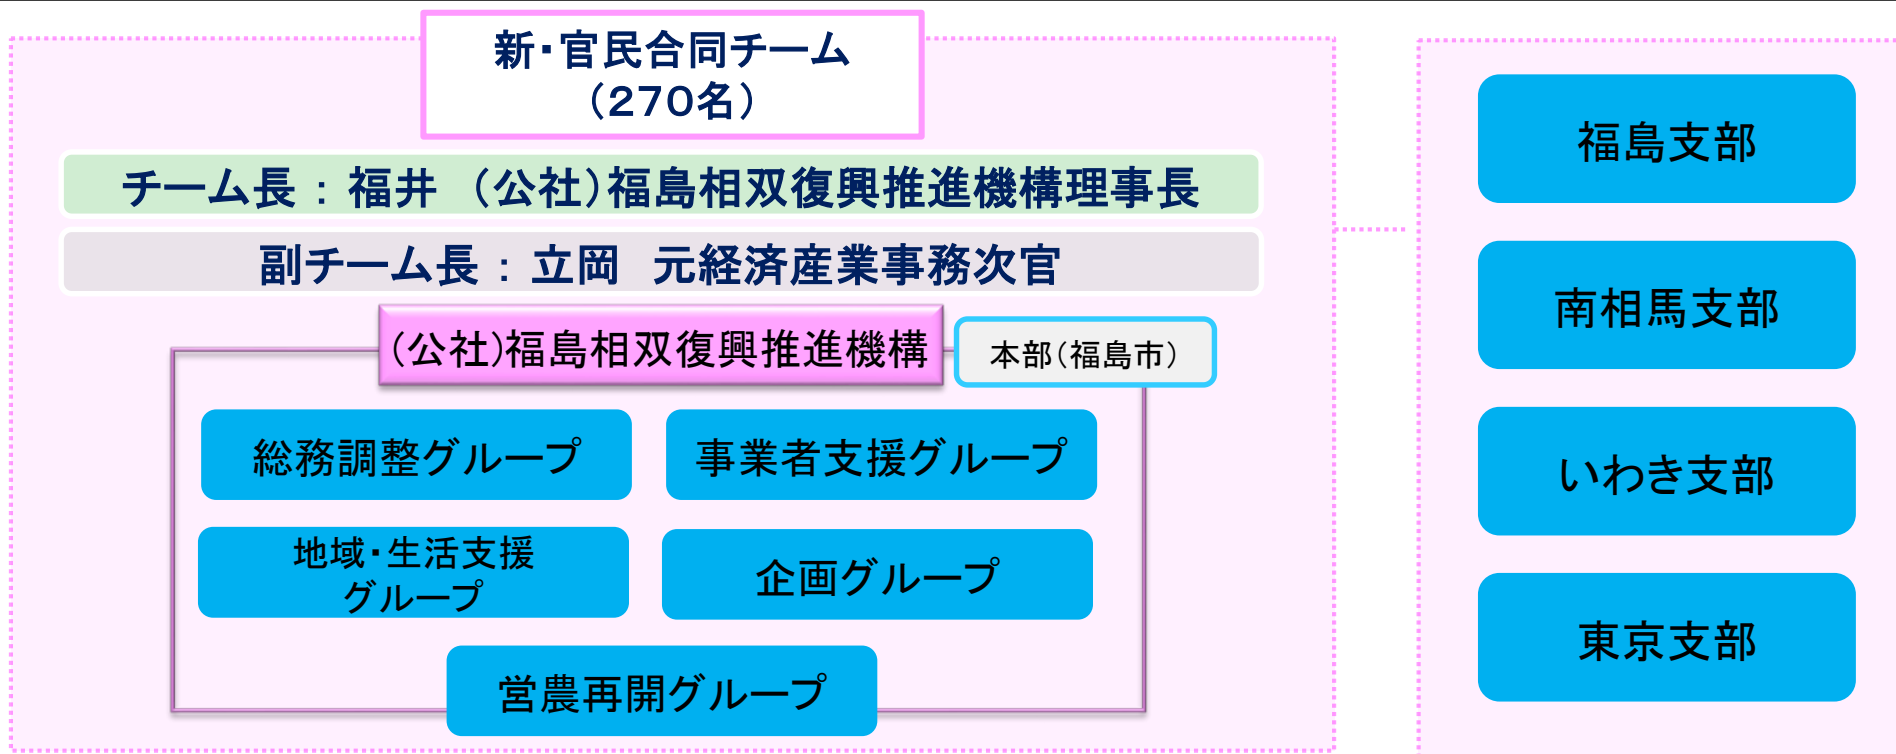 新・官民合同チーム
（２７０名）
チーム長：福井　（公社）福島相双復興推進機構理事長
副チーム長：立岡　元経済産業事務次官
（公社）福島相双復興推進機構
本部（福島市）
総務調整グループ
事業者支援グループ
地域・生活支援
グループ
企画グループ
営農再開グループ
福島支部
南相馬支部
いわき支部
東京支部